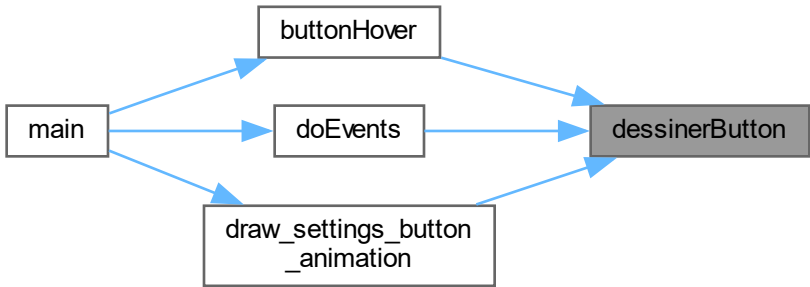 buttonHover
main
doEvents
dessinerButton
draw_settings_button
_animation